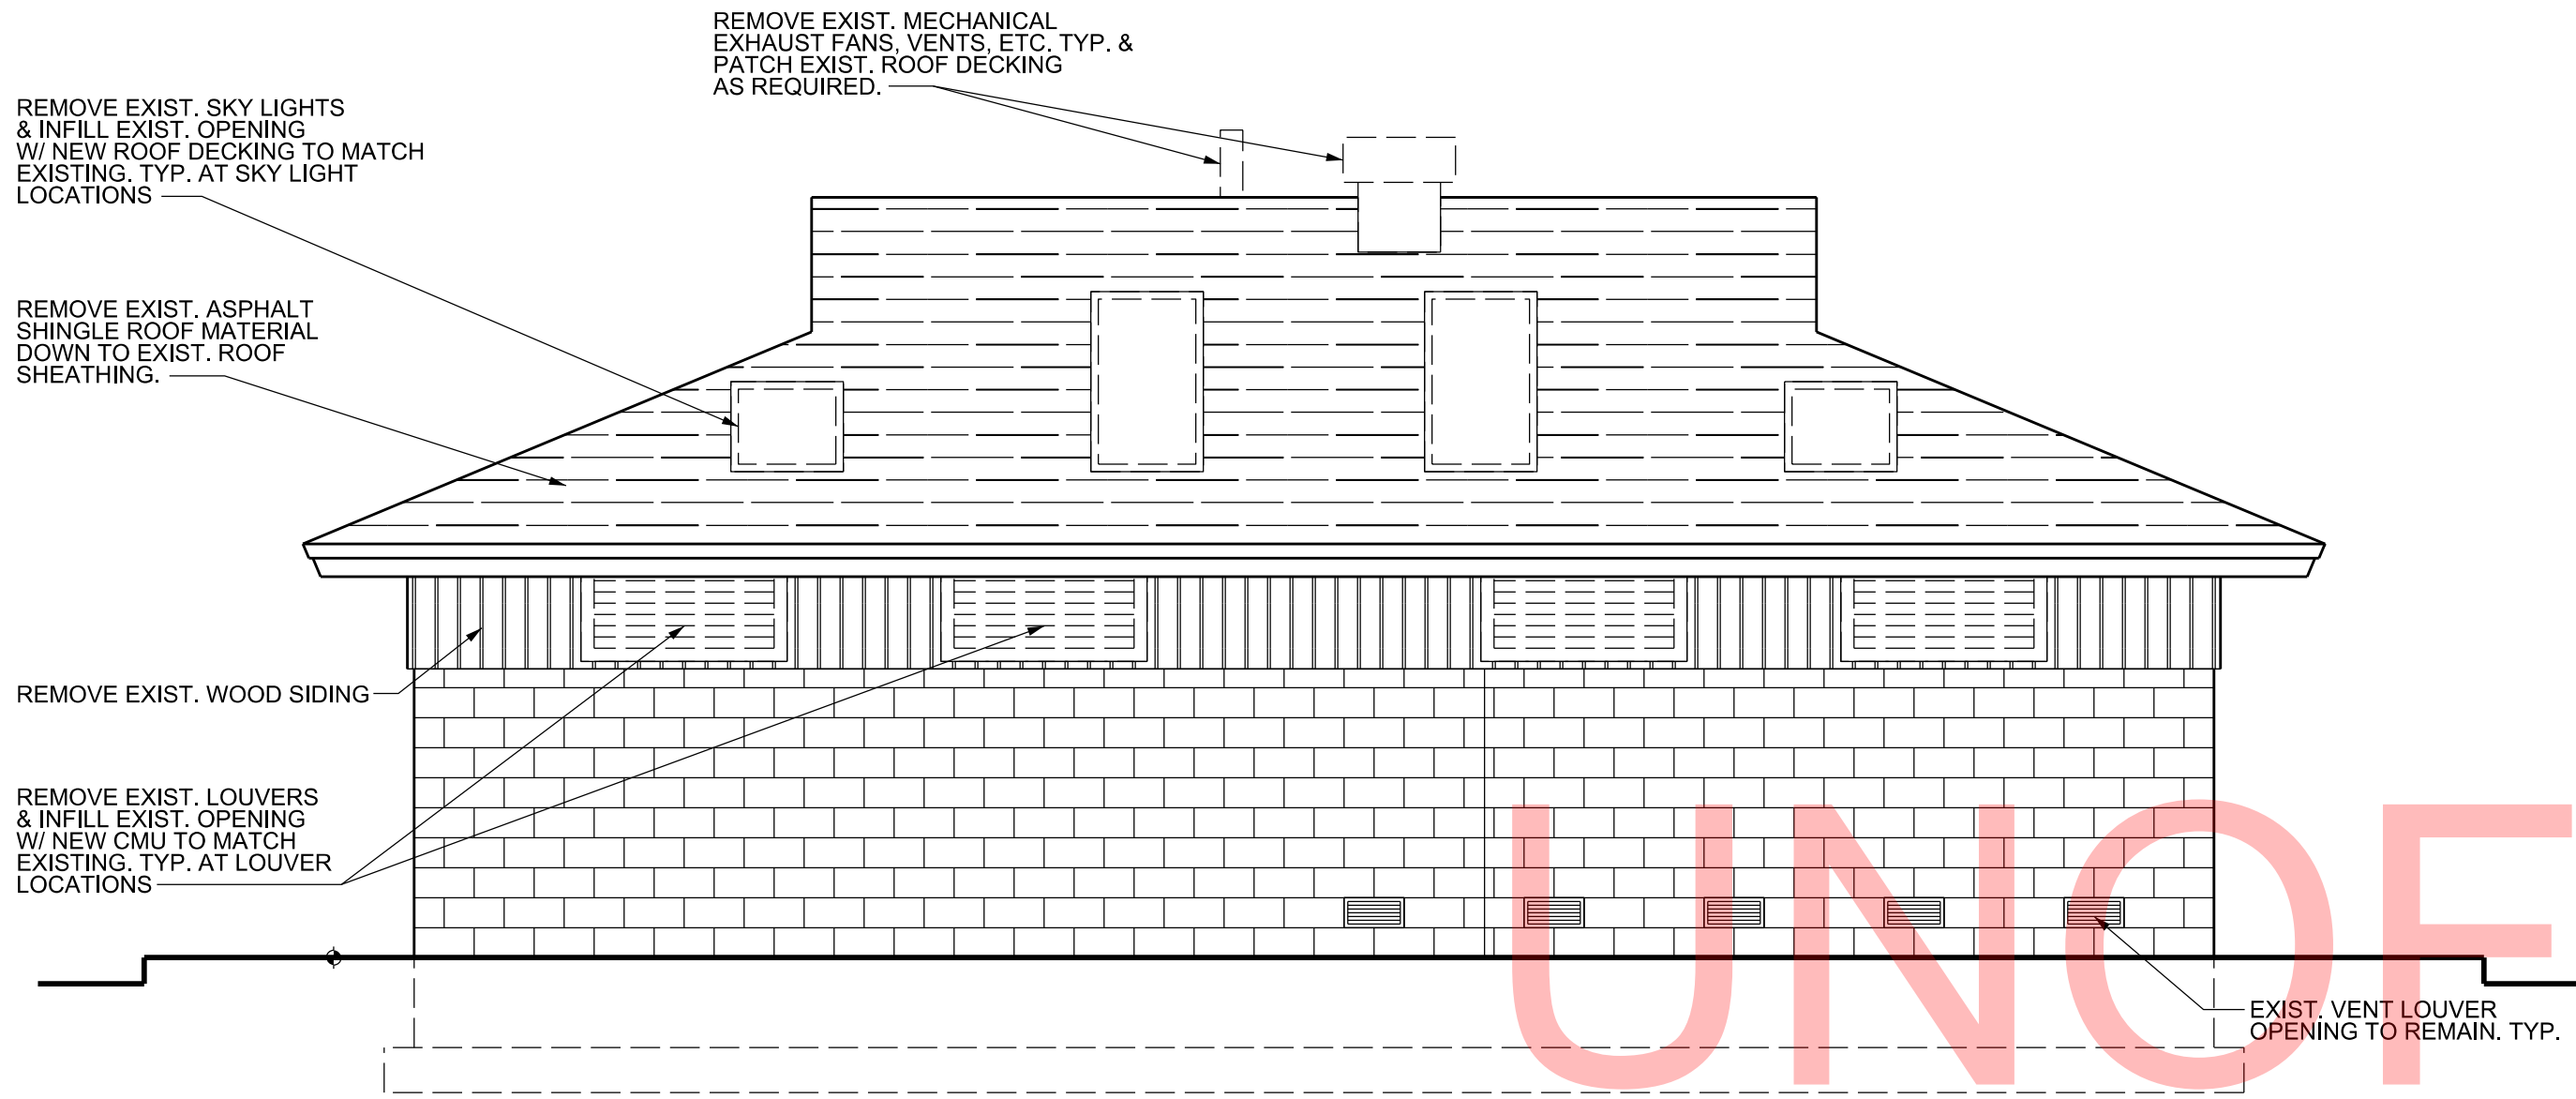 REMOVE EXIST. MECHANICAL
EXHAUST FANS, VENTS, ETC. TYP. &
PATCH EXIST. ROOF DECKING
AS REQUIRED.
REMOVE EXIST. SKY LIGHTS
& INFILL EXIST. OPENING
W/ NEW ROOF DECKING TO MATCH
EXISTING. TYP. AT SKY LIGHT
LOCATIONS
REMOVE EXIST. ASPHALT
SHINGLE ROOF MATERIAL
DOWN TO EXIST. ROOF
SHEATHING.
REMOVE EXIST. WOOD SIDING
REMOVE EXIST. LOUVERS
& INFILL EXIST. OPENING
W/ NEW CMU TO MATCH
EXISTING. TYP. AT LOUVER
LOCATIONS
EXIST. VENT LOUVER
OPENING TO REMAIN. TYP.
UNOF